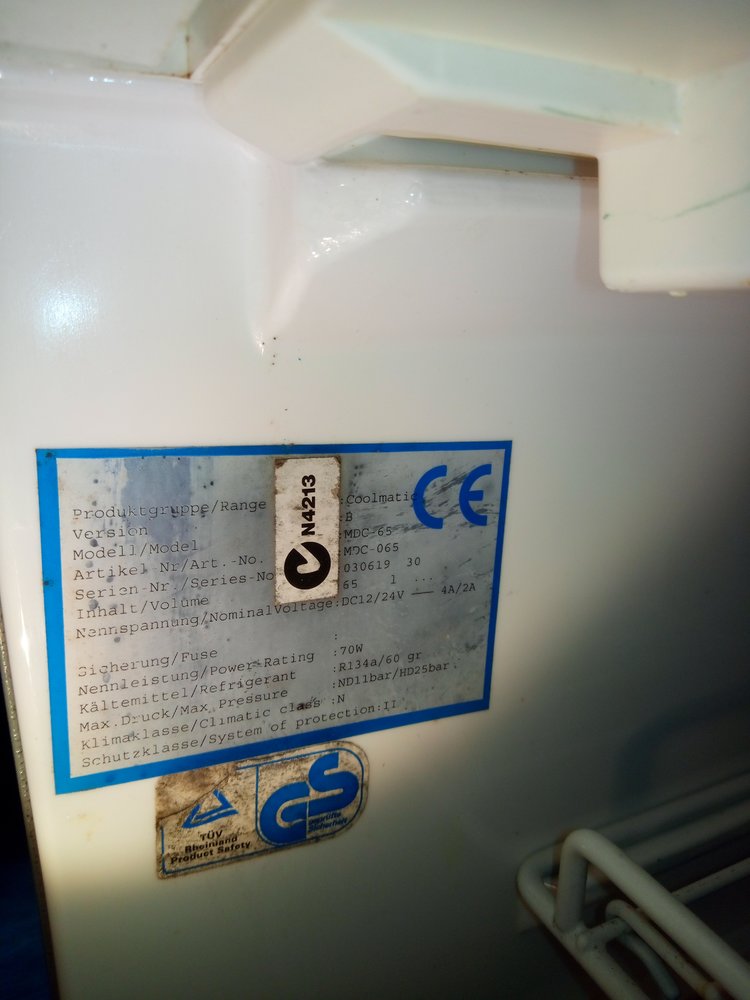 Produktgruppe/Range :Coolmatic
Version :B
Modell/Model :MDC-65
Artikel-Nr/Art.-No. :MDC-065
Serien-Nr./Series-No 030619 30
Inhalt/Volume 65 l ...
Nennspannung/NominalVoltage:DC12/24V 4A/2A
Sicherung/Fuse :
Nennleistung/Power-Rating :70W
Kältemittel/Refrigerant :R134a/60 gr
Max.Druck/Max Pressure :ND11bar/HD25bar.
Klimaklasse/Climatic class :N
Schutzklasse/System of protection:II
N4213
CE
TÜV
Rheinland
Product Safety
GS
geprüfte
Sicherheit